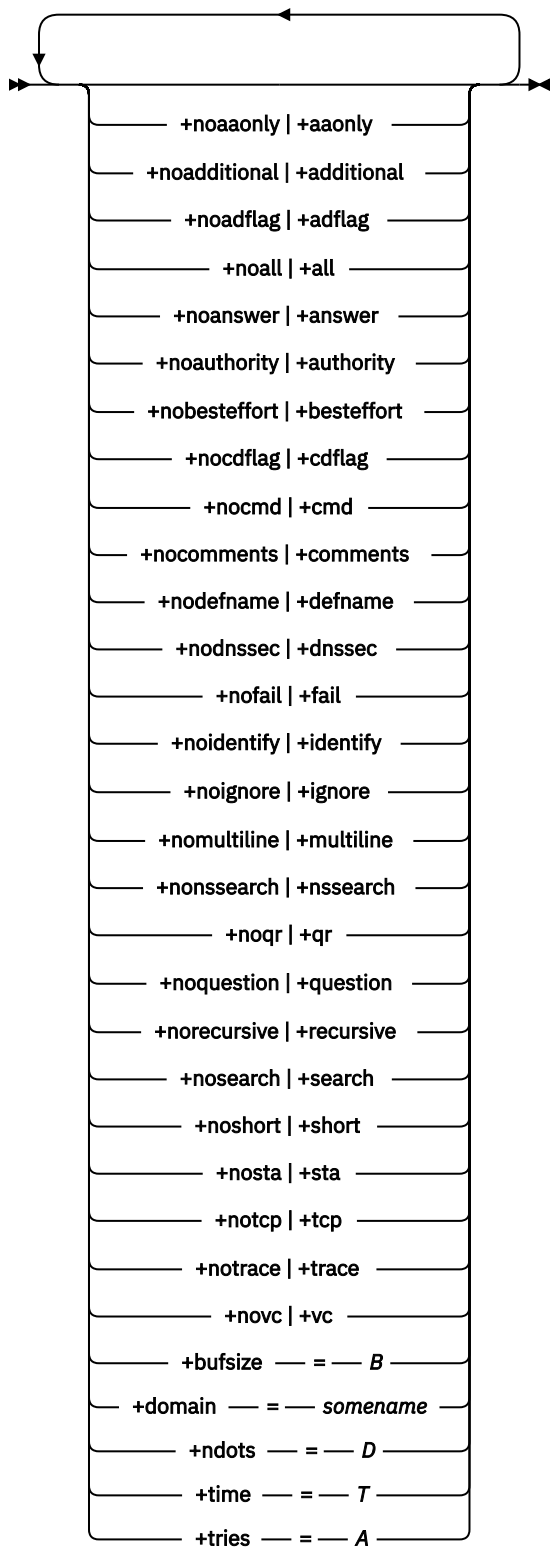 +noaaonly | +aaonly
+noadditional | +additional
+noadflag | +adflag
+noall | +all
+noanswer | +answer
+noauthority | +authority
+nobesteffort | +besteffort
+nocdflag | +cdflag
+nocmd | +cmd
+nocomments | +comments
+nodefname | +defname
+nodnssec | +dnssec
+nofail | +fail
+noidentify | +identify
+noignore | +ignore
+nomultiline | +multiline
+nonssearch | +nssearch
+noqr | +qr
+noquestion | +question
+norecursive | +recursive
+nosearch | +search
+noshort | +short
+nosta | +sta
+notcp | +tcp
+notrace | +trace
+novc | +vc
+bufsize = B
+domain = somename
+ndots = D
+time = T
+tries = A